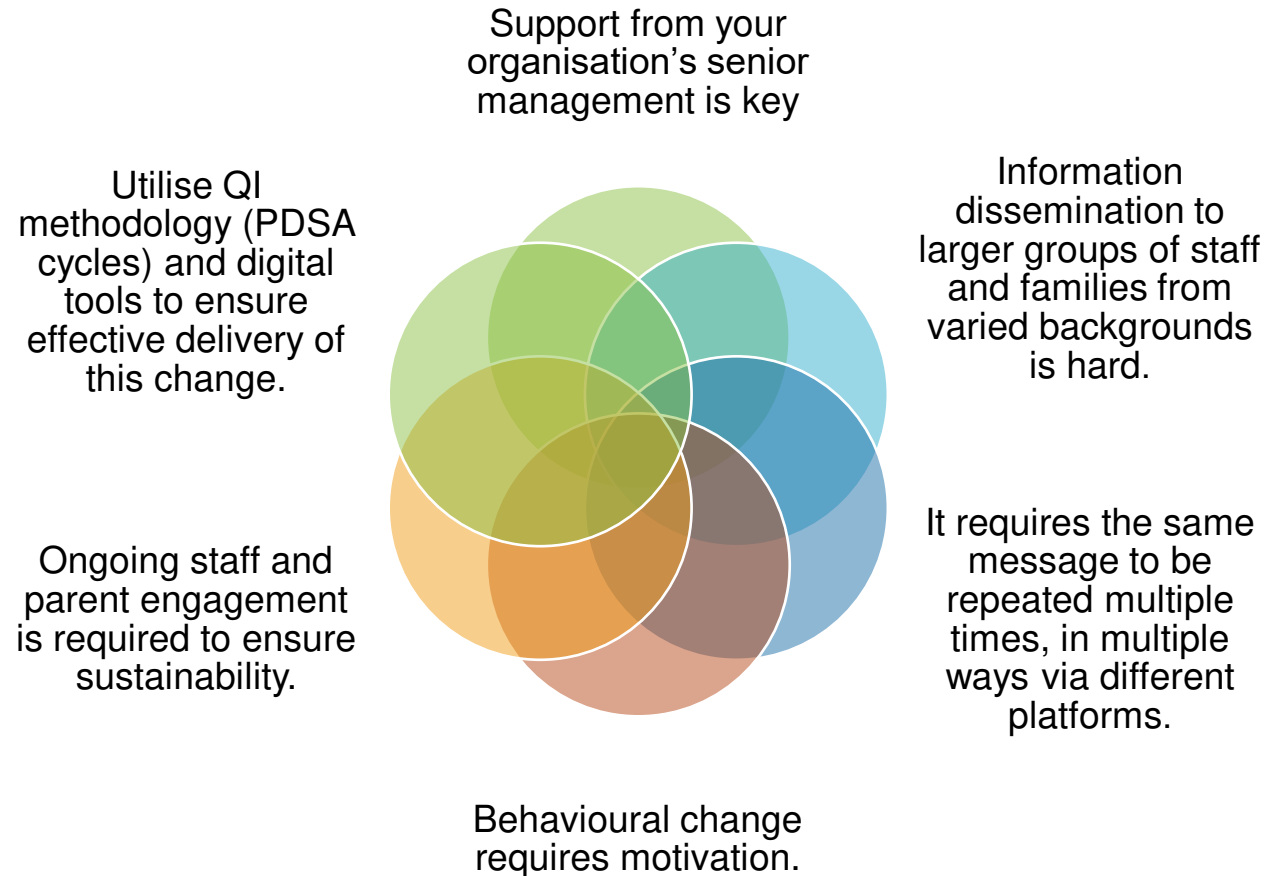 Support from your
organisation's senior
management is key
Information
dissemination to
larger groups of staff
and families from
varied backgrounds
is hard.
It requires the same
message to be
repeated multiple
times, in multiple
ways via different
platforms.
Behavioural change
requires motivation.
Ongoing staff and
parent engagement
is required to ensure
sustainability.
Utilise QI
methodology (PDSA
cycles) and digital
tools to ensure
effective delivery of
this change.